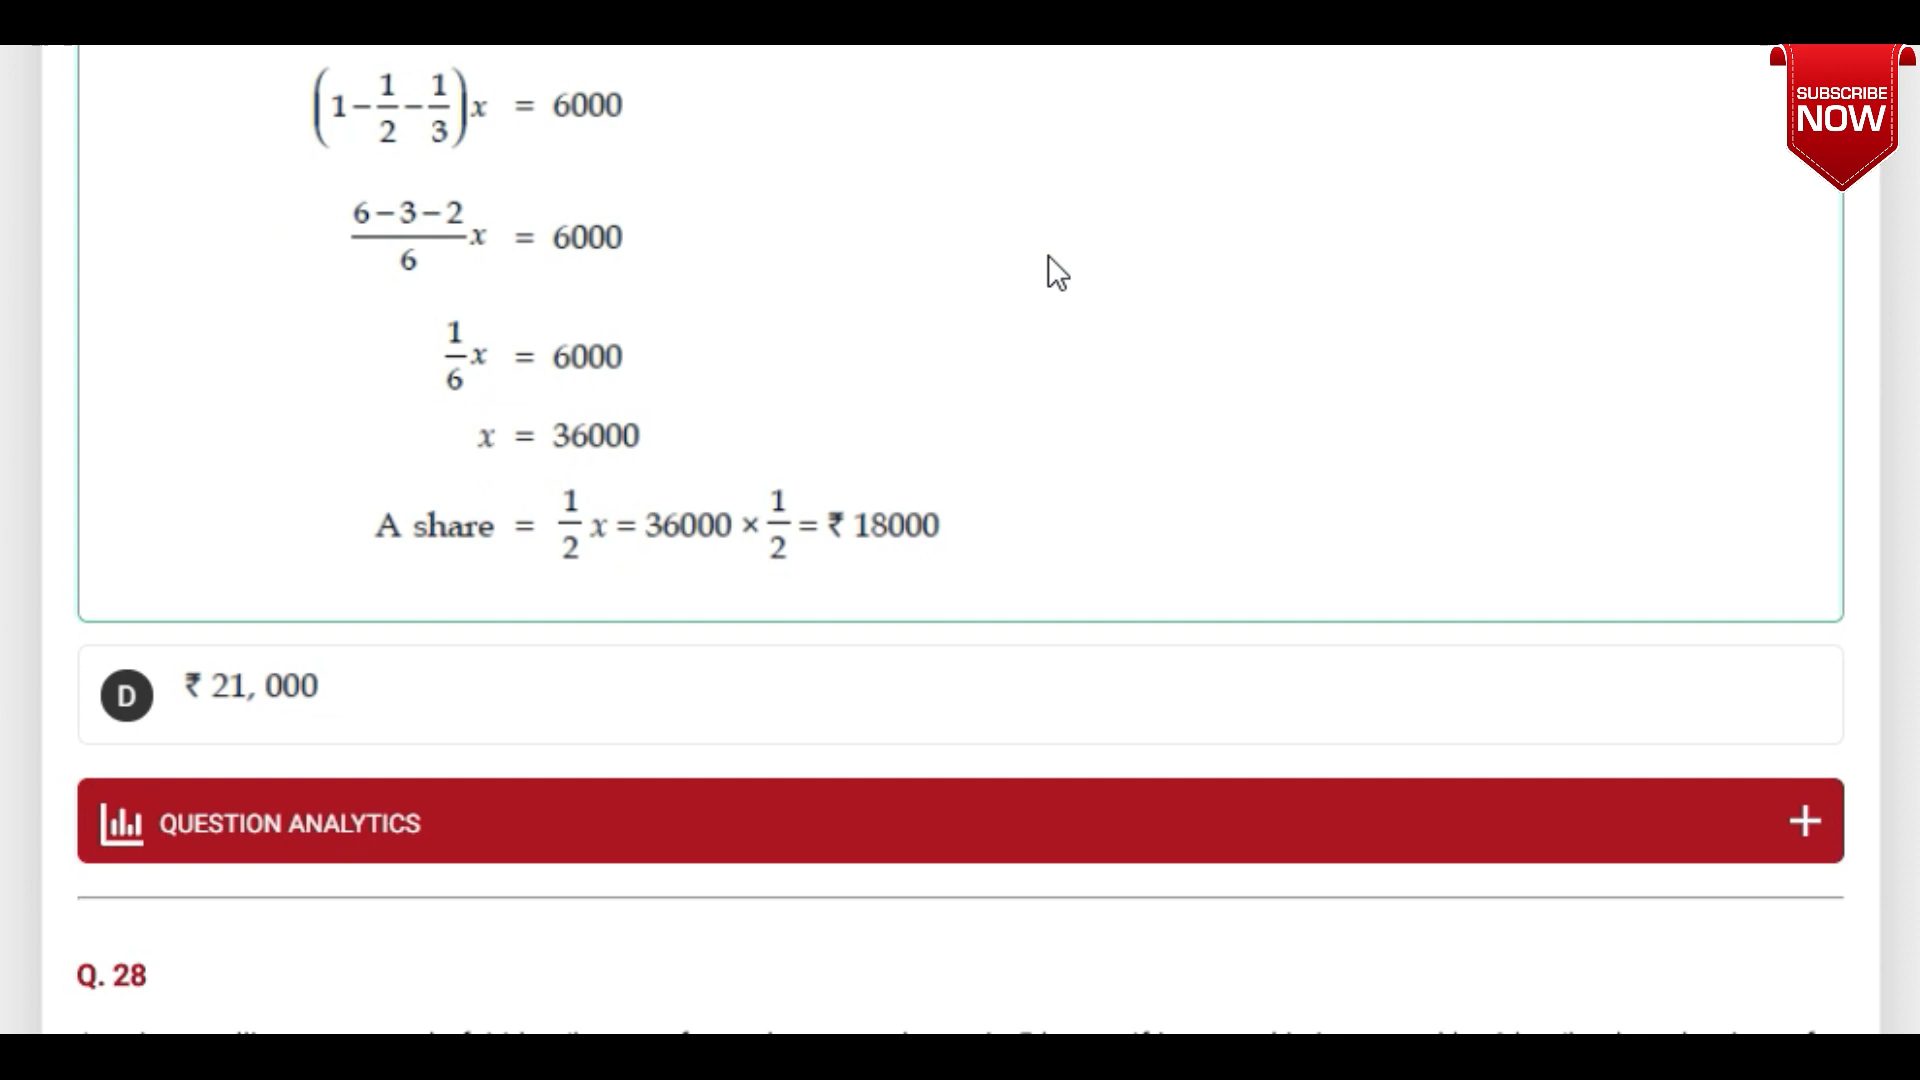 (1 - 1/2 - 1/3) x = 6000
(6 - 3 - 2)/6 x = 6000
1/6 x = 6000
x = 36000
A share = 1/2 x = 36000 × 1/2 = ₹ 18000
D ₹ 21, 000
QUESTION ANALYTICS +
Q. 28
SUBSCRIBE
NOW